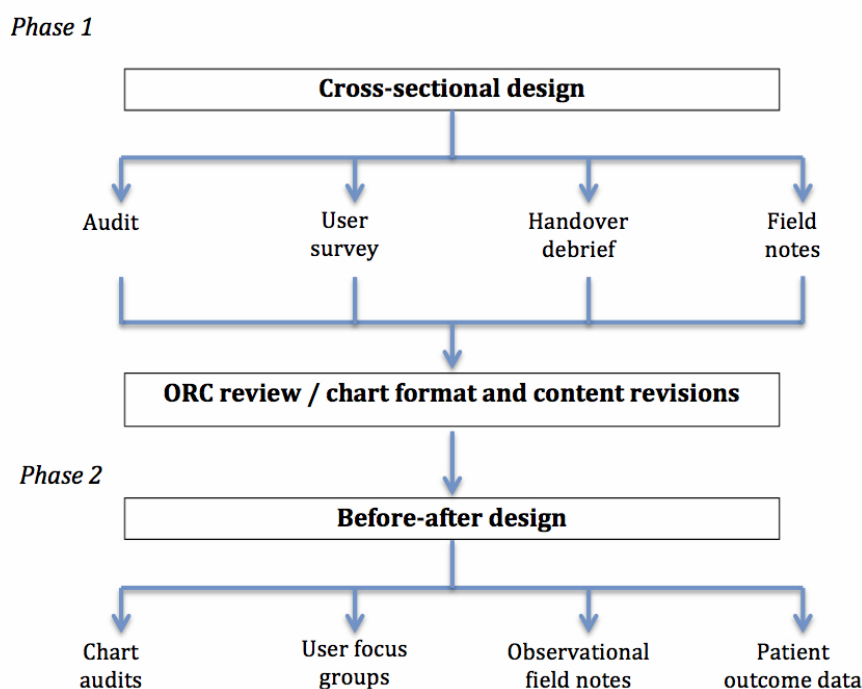 Phase 1
Cross-sectional design
Audit
User
survey
Handover
debrief
Field
notes
ORC review / chart format and content revisions
Phase 2
Before-after design
Chart
audits
User focus
groups
Observational
field notes
Patient
outcome data